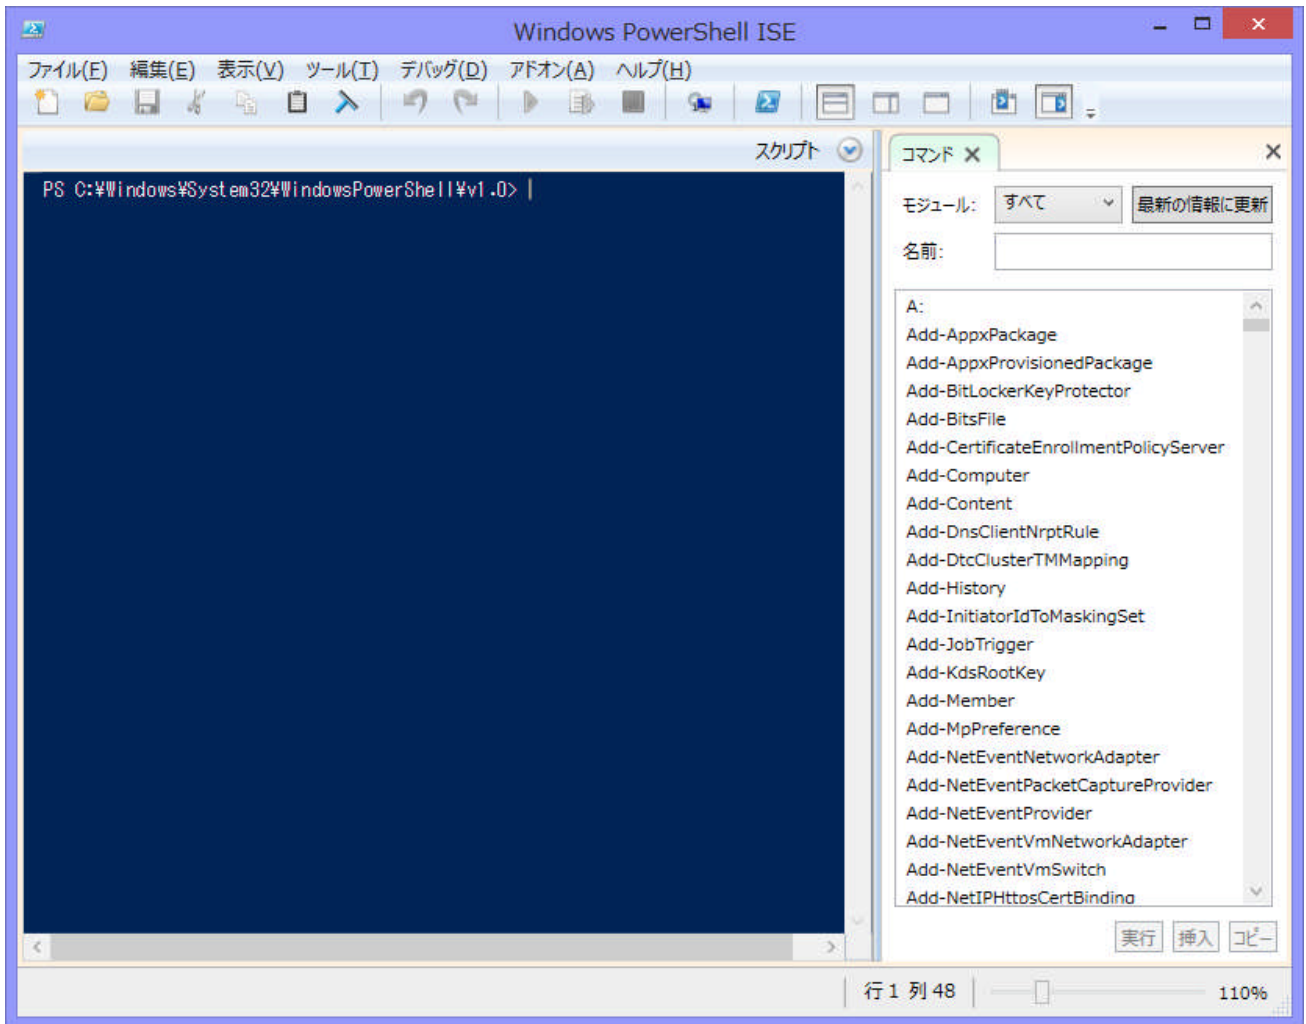 Windows PowerShell ISE
ファイル(F) 編集(E) 表示(V) ツール(T) デバッグ(D) アドオン(A) ヘルプ(H)
スクリプト
PS C:¥Windows¥System32¥WindowsPowerShell¥v1.0>
コマンド
モジュール: すべて 最新の情報に更新
名前:
A:
Add-AppxPackage
Add-AppxProvisionedPackage
Add-BitLockerKeyProtector
Add-BitsFile
Add-CertificateEnrollmentPolicyServer
Add-Computer
Add-Content
Add-DnsClientNrptRule
Add-DtcClusterTMMapping
Add-History
Add-InitiatorIdToMaskingSet
Add-JobTrigger
Add-KdsRootKey
Add-Member
Add-MpPreference
Add-NetEventNetworkAdapter
Add-NetEventPacketCaptureProvider
Add-NetEventProvider
Add-NetEventVmNetworkAdapter
Add-NetEventVmSwitch
Add-NetIPHttpsCertBinding
実行 挿入 コピー
行 1 列 48 110%